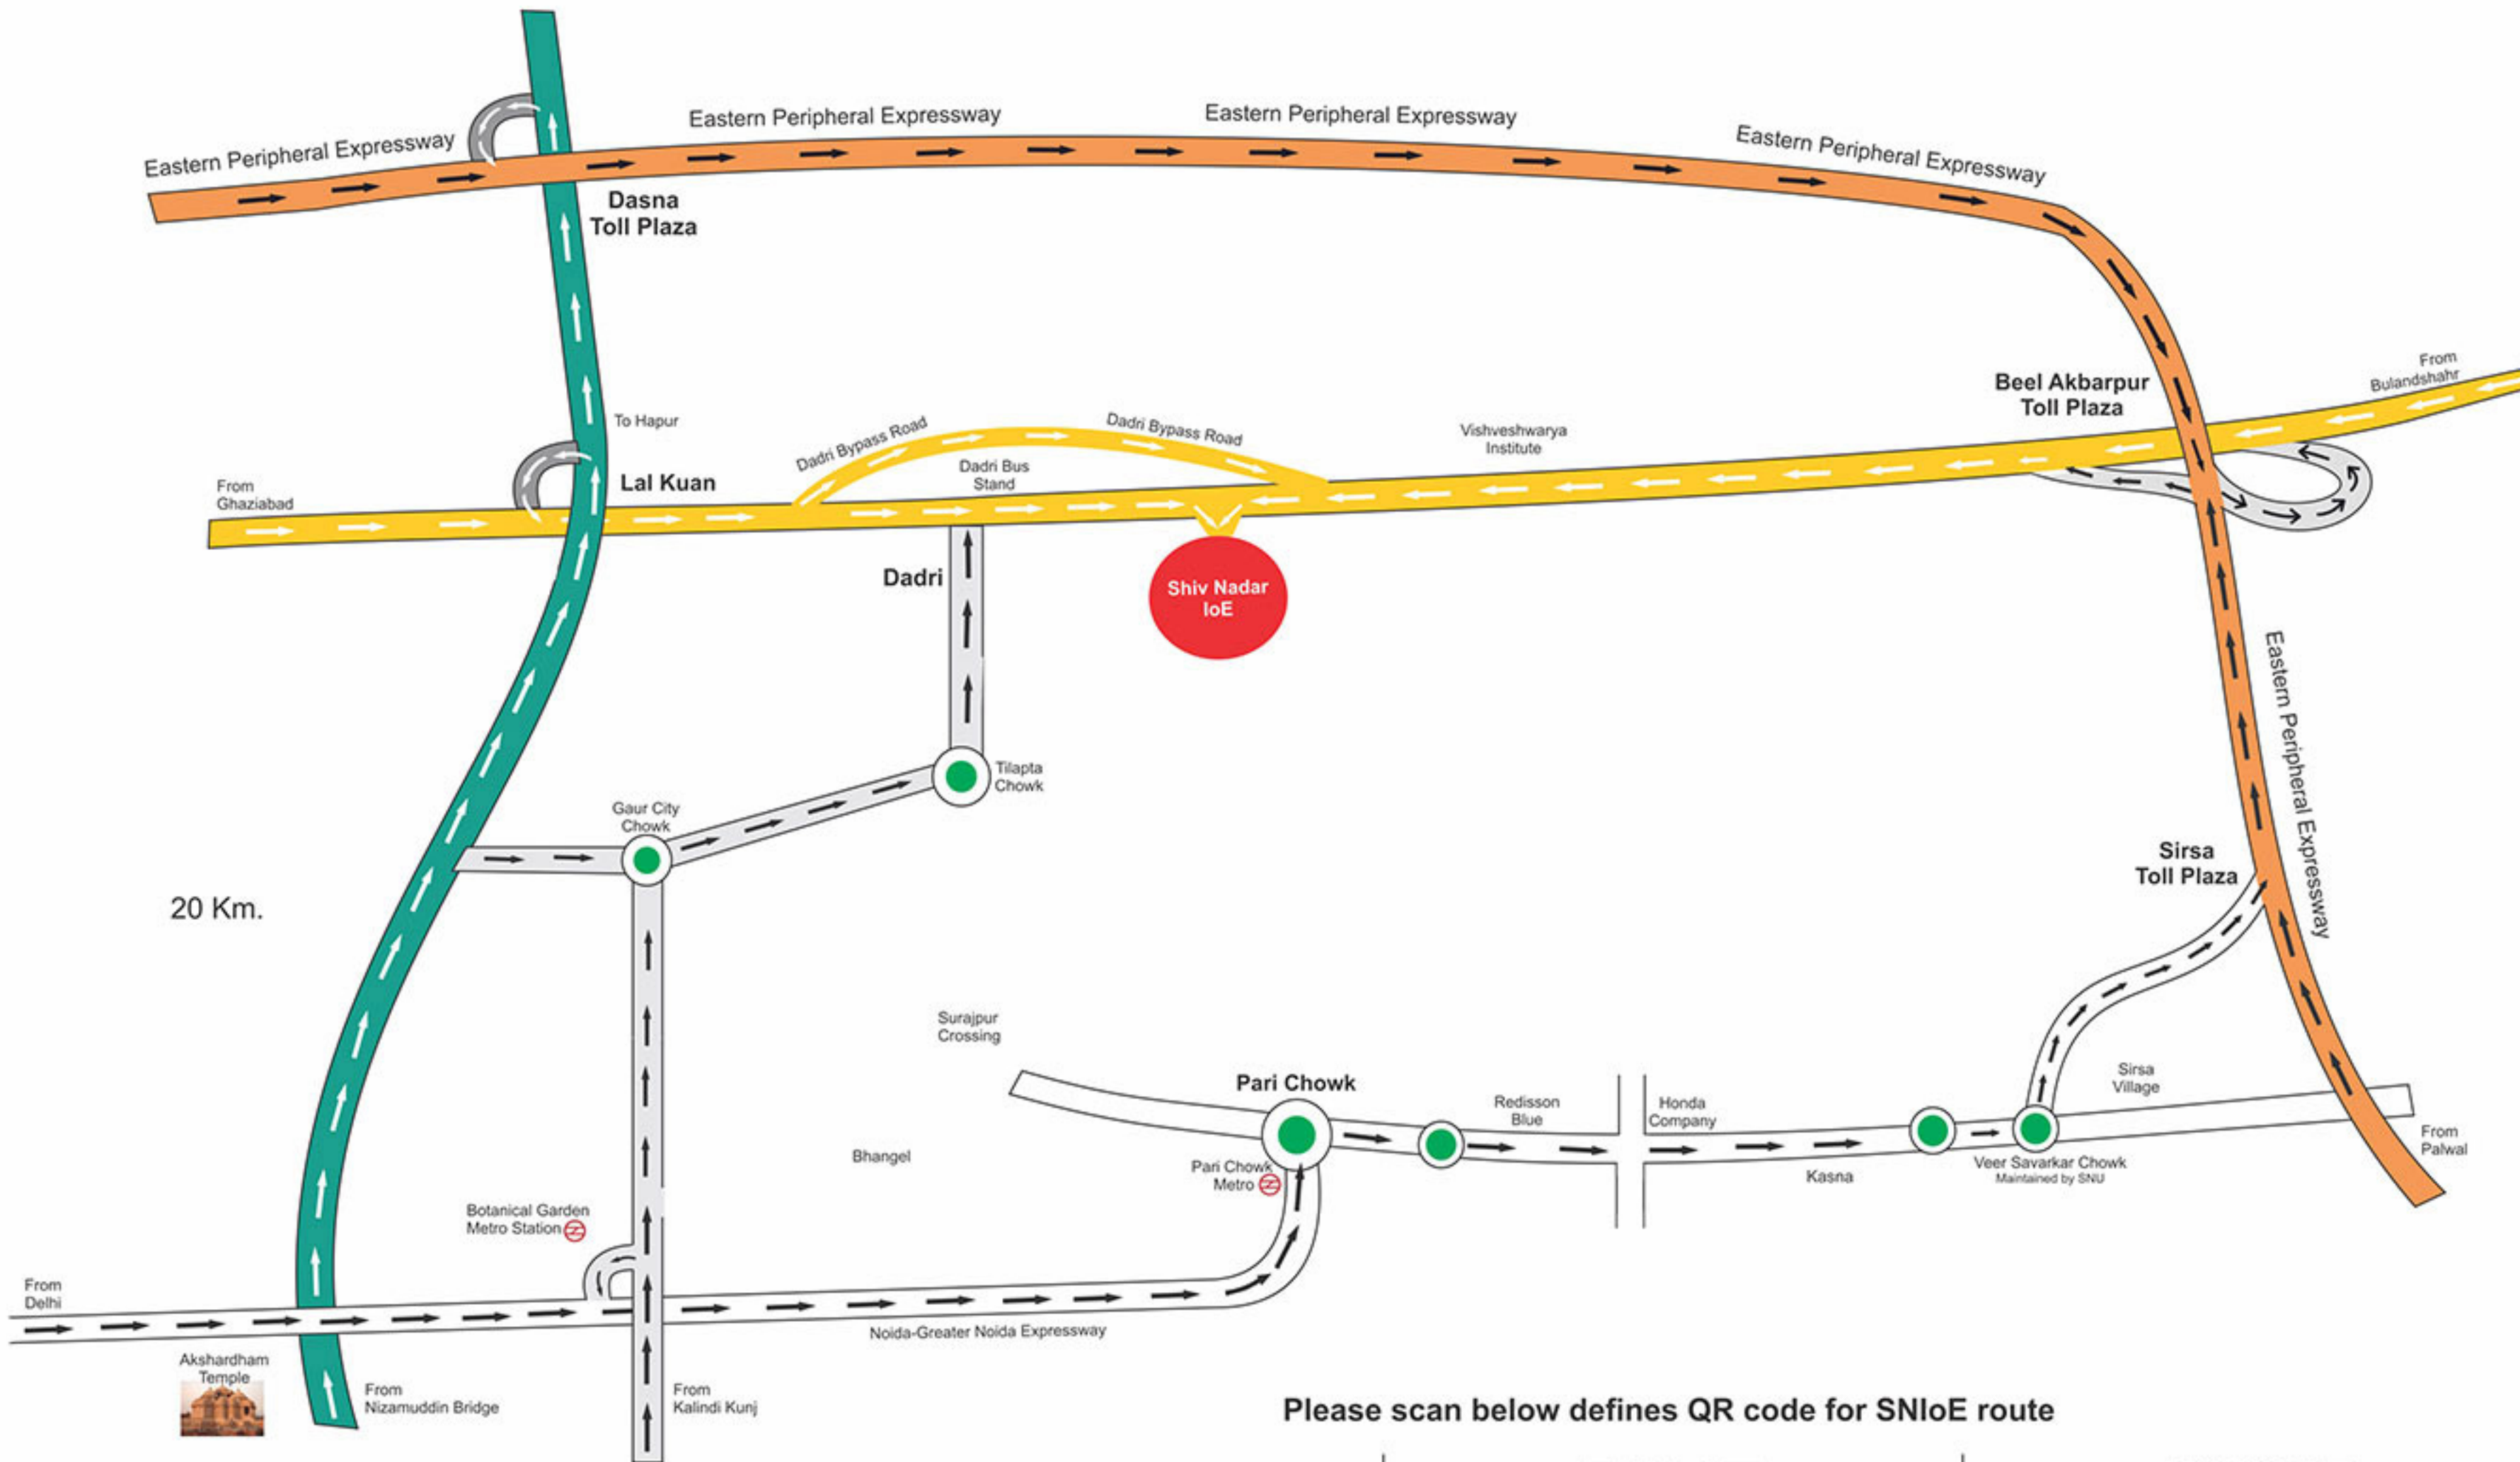 Eastern Peripheral Expressway
Eastern Peripheral Expressway
Eastern Peripheral Expressway
Eastern Peripheral Expressway
Dasna
Toll Plaza
To Hapur
Lal Kuan
From
Ghaziabad
Dadri Bypass Road
Dadri Bypass Road
Dadri Bus
Stand
Vishveshwarya
Institute
Beel Akbarpur
Toll Plaza
From
Bulandshahr
Dadri
Shiv Nadar
IoE
Eastern Peripheral Expressway
Tilapta
Chowk
Gaur City
Chowk
20 Km.
Sirsa
Toll Plaza
Surajpur
Crossing
Pari Chowk
Redisson
Blue
Honda
Company
Sirsa
Village
From
Palwal
Bhangel
Pari Chowk
Metro
Kasna
Veer Savarkar Chowk
Maintained by SNU
Botanical Garden
Metro Station
From
Delhi
Noida-Greater Noida Expressway
Akshardham
Temple
From
Nizamuddin Bridge
From
Kalindi Kunj
Please scan below defines QR code for SNIoE route